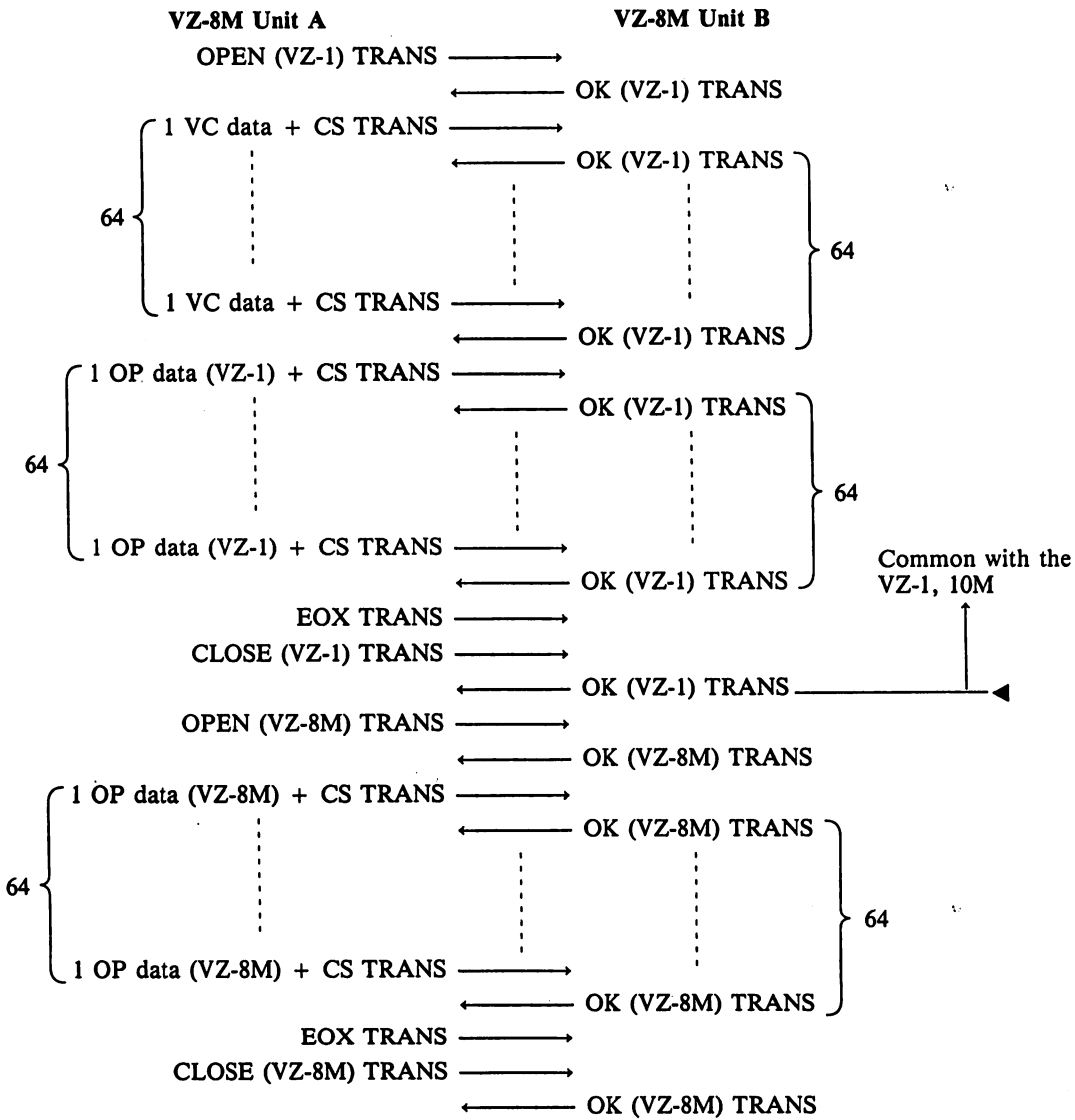 VZ-8M Unit A VZ-8M Unit B
OPEN (VZ-1) TRANS
OK (VZ-1) TRANS
1 VC data + CS TRANS
OK (VZ-1) TRANS
64
64
1 VC data + CS TRANS
OK (VZ-1) TRANS
1 OP data (VZ-1) + CS TRANS
OK (VZ-1) TRANS
64
64
1 OP data (VZ-1) + CS TRANS
Common with the
VZ-1, 10M
OK (VZ-1) TRANS
EOX TRANS
CLOSE (VZ-1) TRANS
OK (VZ-1) TRANS
OPEN (VZ-8M) TRANS
OK (VZ-8M) TRANS
1 OP data (VZ-8M) + CS TRANS
OK (VZ-8M) TRANS
64
64
1 OP data (VZ-8M) + CS TRANS
OK (VZ-8M) TRANS
EOX TRANS
CLOSE (VZ-8M) TRANS
OK (VZ-8M) TRANS